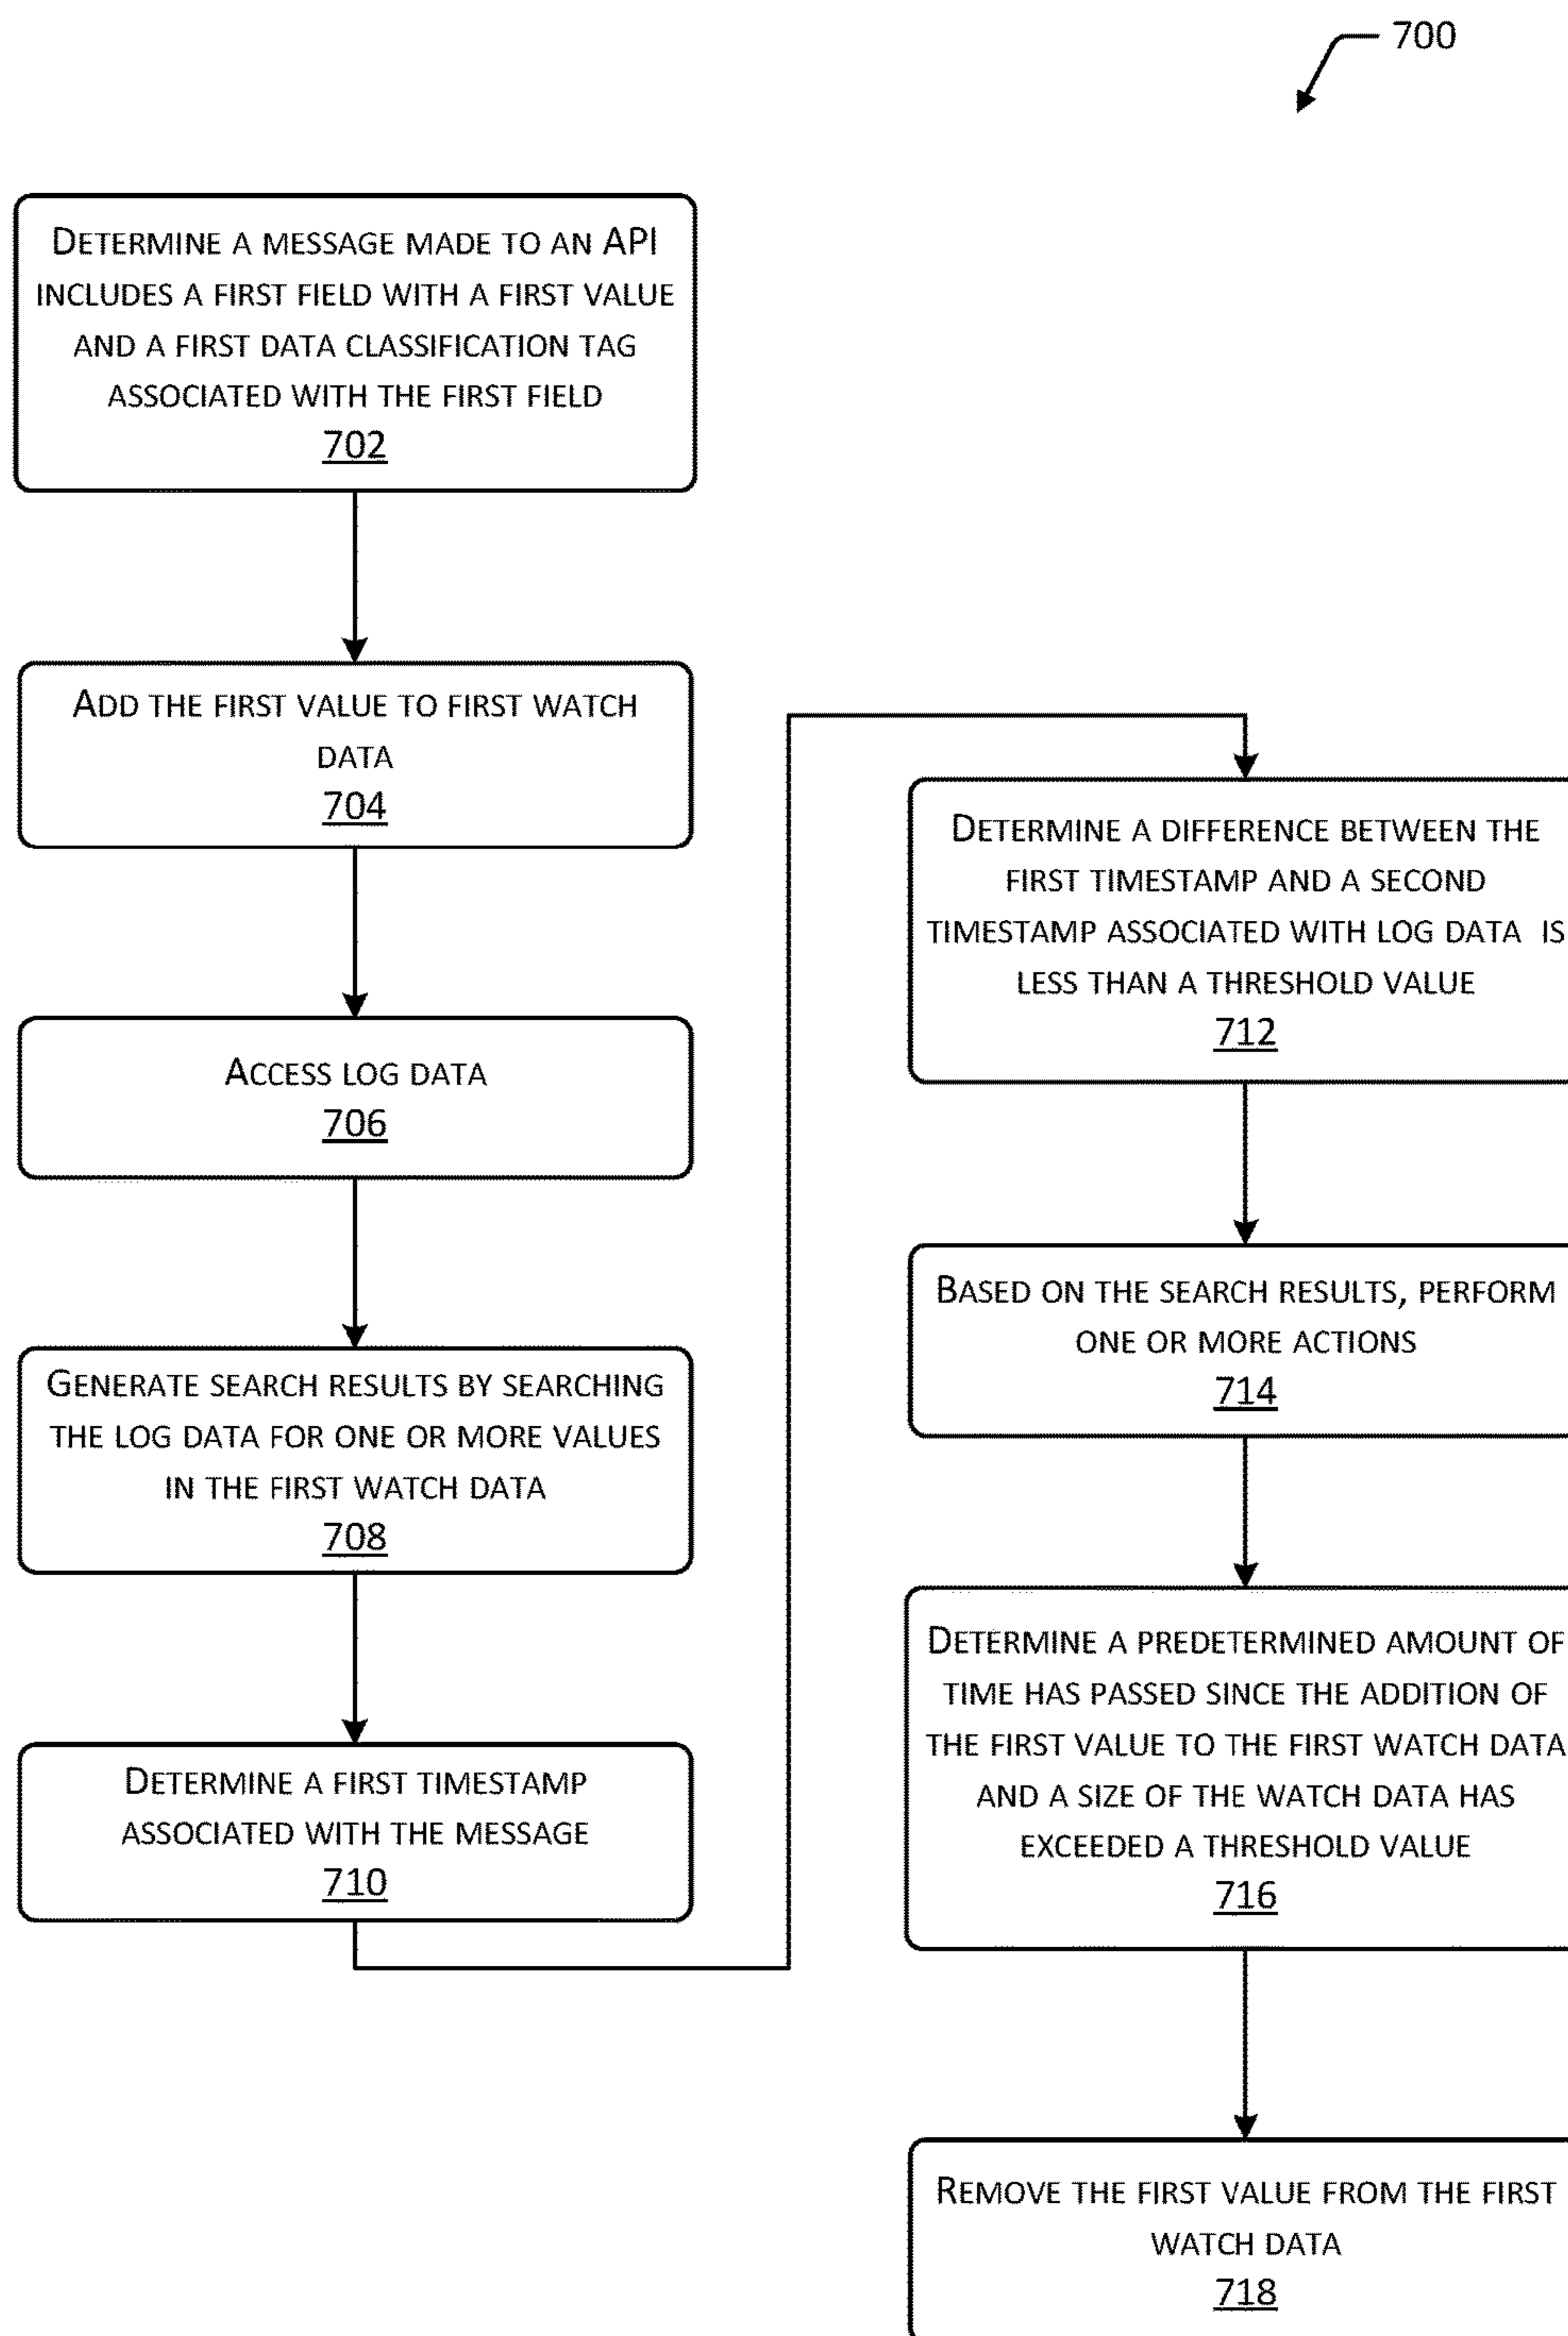 700
DETERMINE A MESSAGE MADE TO AN API
INCLUDES A FIRST FIELD WITH A FIRST VALUE
AND A FIRST DATA CLASSIFICATION TAG
ASSOCIATED WITH THE FIRST FIELD
702
ADD THE FIRST VALUE TO FIRST WATCH
DATA
704
ACCESS LOG DATA
706
GENERATE SEARCH RESULTS BY SEARCHING
THE LOG DATA FOR ONE OR MORE VALUES
IN THE FIRST WATCH DATA
708
DETERMINE A FIRST TIMESTAMP
ASSOCIATED WITH THE MESSAGE
710
DETERMINE A DIFFERENCE BETWEEN THE
FIRST TIMESTAMP AND A SECOND
TIMESTAMP ASSOCIATED WITH LOG DATA IS
LESS THAN A THRESHOLD VALUE
712
BASED ON THE SEARCH RESULTS, PERFORM
ONE OR MORE ACTIONS
714
DETERMINE A PREDETERMINED AMOUNT OF
TIME HAS PASSED SINCE THE ADDITION OF
THE FIRST VALUE TO THE FIRST WATCH DATA
AND A SIZE OF THE WATCH DATA HAS
EXCEEDED A THRESHOLD VALUE
716
REMOVE THE FIRST VALUE FROM THE FIRST
WATCH DATA
718